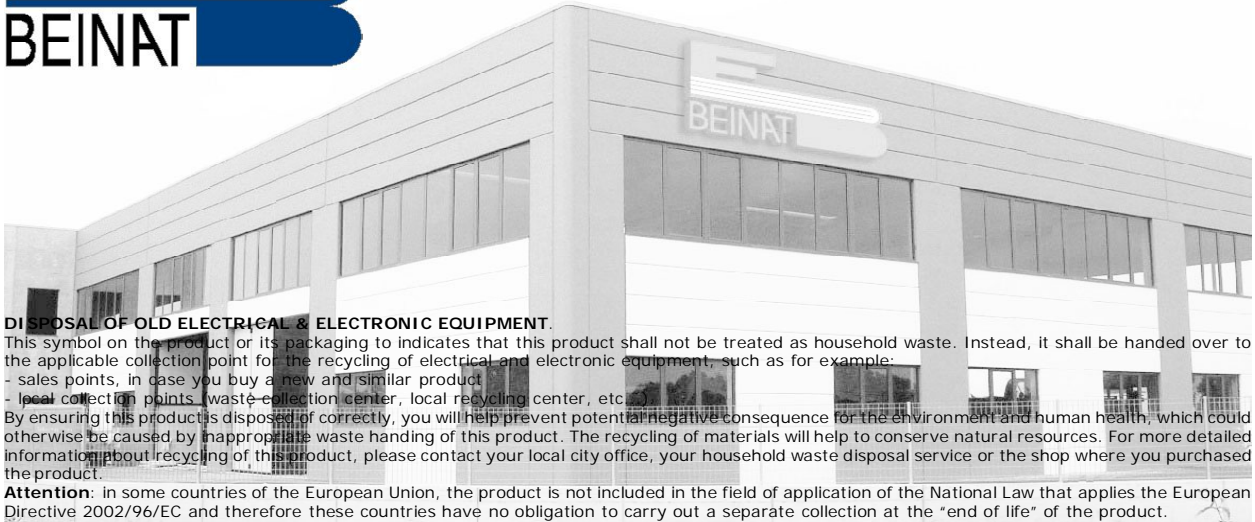 BEINAT
BEINAT
DISPOSAL OF OLD ELECTRICAL & ELECTRONIC EQUIPMENT.
This symbol on the product or its packaging to indicates that this product shall not be treated as household waste. Instead, it shall be handed over to
the applicable collection point for the recycling of electrical and electronic equipment, such as for example:
- sales points, in case you buy a new and similar product
- local collection points (waste collection center, local recycling center, etc...)
By ensuring this product is disposed of correctly, you will help prevent potential negative consequence for the environment and human health, which could
otherwise be caused by inappropriate waste handing of this product. The recycling of materials will help to conserve natural resources. For more detailed
information about recycling of this product, please contact your local city office, your household waste disposal service or the shop where you purchased
the product.
Attention: in some countries of the European Union, the product is not included in the field of application of the National Law that applies the European
Directive 2002/96/EC and therefore these countries have no obligation to carry out a separate collection at the “end of life” of the product.